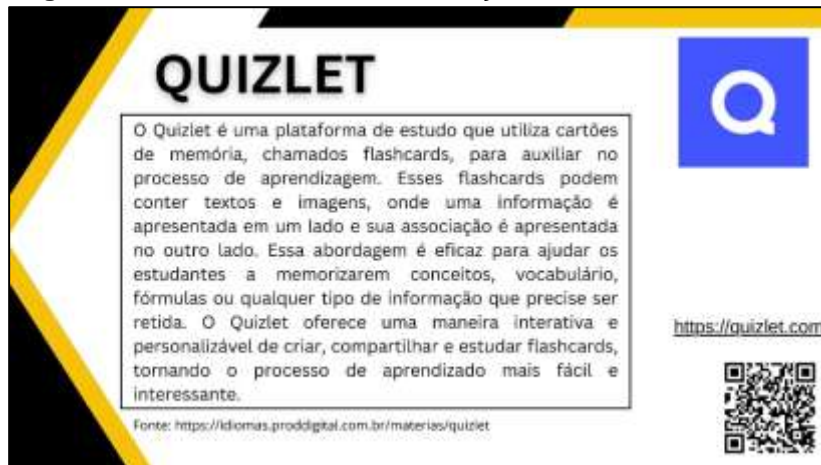 QUIZLET
O Quizlet é uma plataforma de estudo que utiliza cartões
de memória, chamados flashcards, para auxiliar no
processo de aprendizagem. Esses flashcards podem
conter textos e imagens, onde uma informação é
apresentada em um lado e sua associação é apresentada
no outro lado. Essa abordagem é eficaz para ajudar os
estudantes a memorizarem conceitos, vocabulário,
fórmulas ou qualquer tipo de informação que precise ser
retida. O Quizlet oferece uma maneira interativa e
personalizável de criar, compartilhar e estudar flashcards,
tornando o processo de aprendizado mais fácil e
interessante.
Fonte: https://idiomas.proddigital.com.br/materias/quizlet
Q
https://quizlet.com